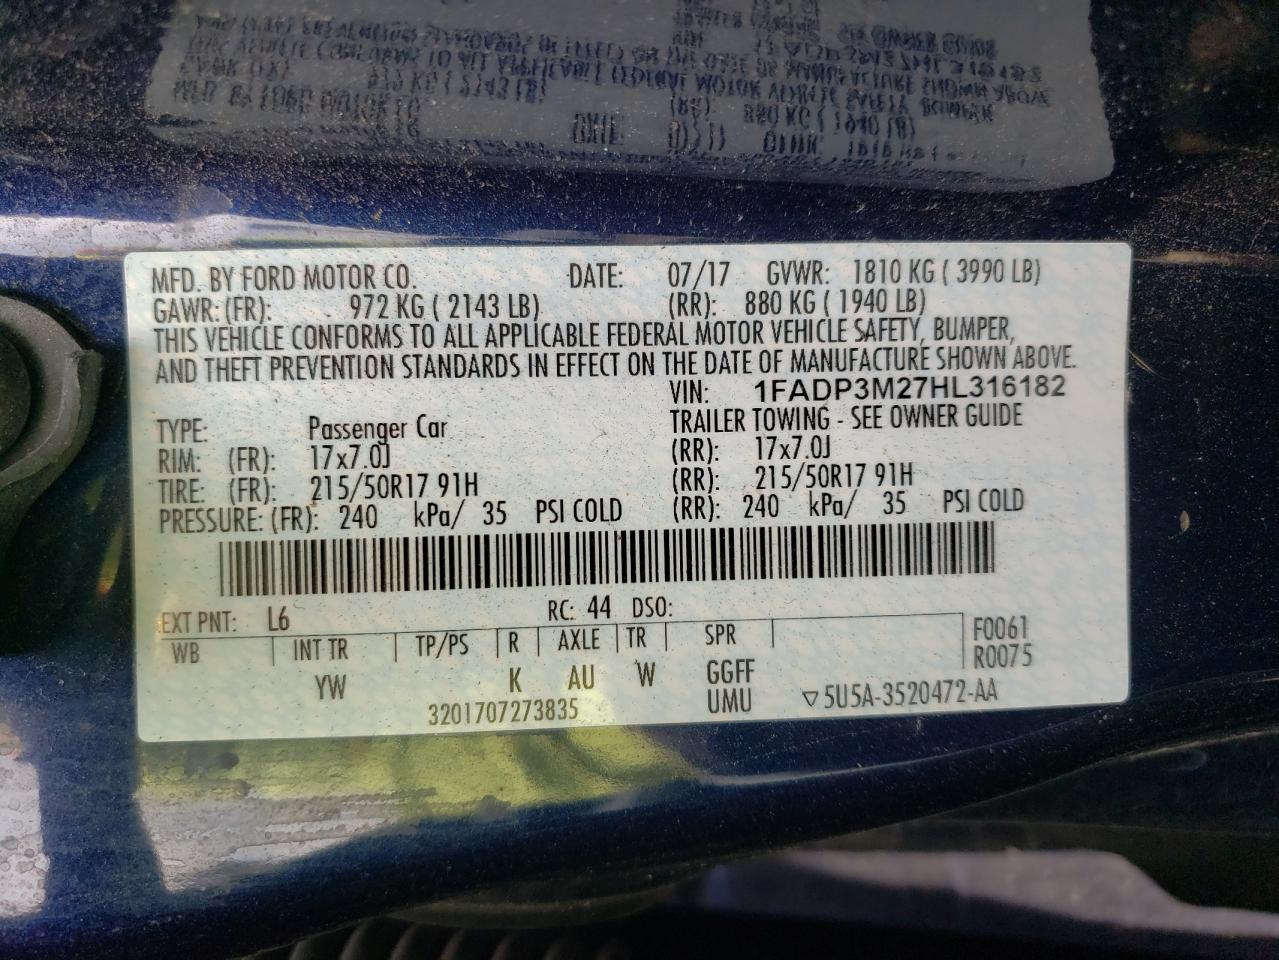 MFD. BY FORD MOTOR CO. DATE: 07/17 GVWR: 1810 KG ( 3990 LB)
GAWR: (FR): 972 KG ( 2143 LB) (RR): 880 KG ( 1940 LB)
THIS VEHICLE CONFORMS TO ALL APPLICABLE FEDERAL MOTOR VEHICLE SAFETY, BUMPER,
AND THEFT PREVENTION STANDARDS IN EFFECT ON THE DATE OF MANUFACTURE SHOWN ABOVE.
VIN: 1FADP3M27HL316182
TYPE: Passenger Car TRAILER TOWING - SEE OWNER GUIDE
RIM: (FR): 17x7.0J (RR): 17x7.0J
TIRE: (FR): 215/50R17 91H (RR): 215/50R17 91H
PRESSURE: (FR): 240 kPa/ 35 PSI COLD (RR): 240 kPa/ 35 PSI COLD
EXT PNT: L6 RC: 44 DSO:
WB INT TR TP/PS R AXLE TR SPR F0061
R0075
YW K AU W GGFF
3201707273835 UMU ▽5U5A-3520472-AA